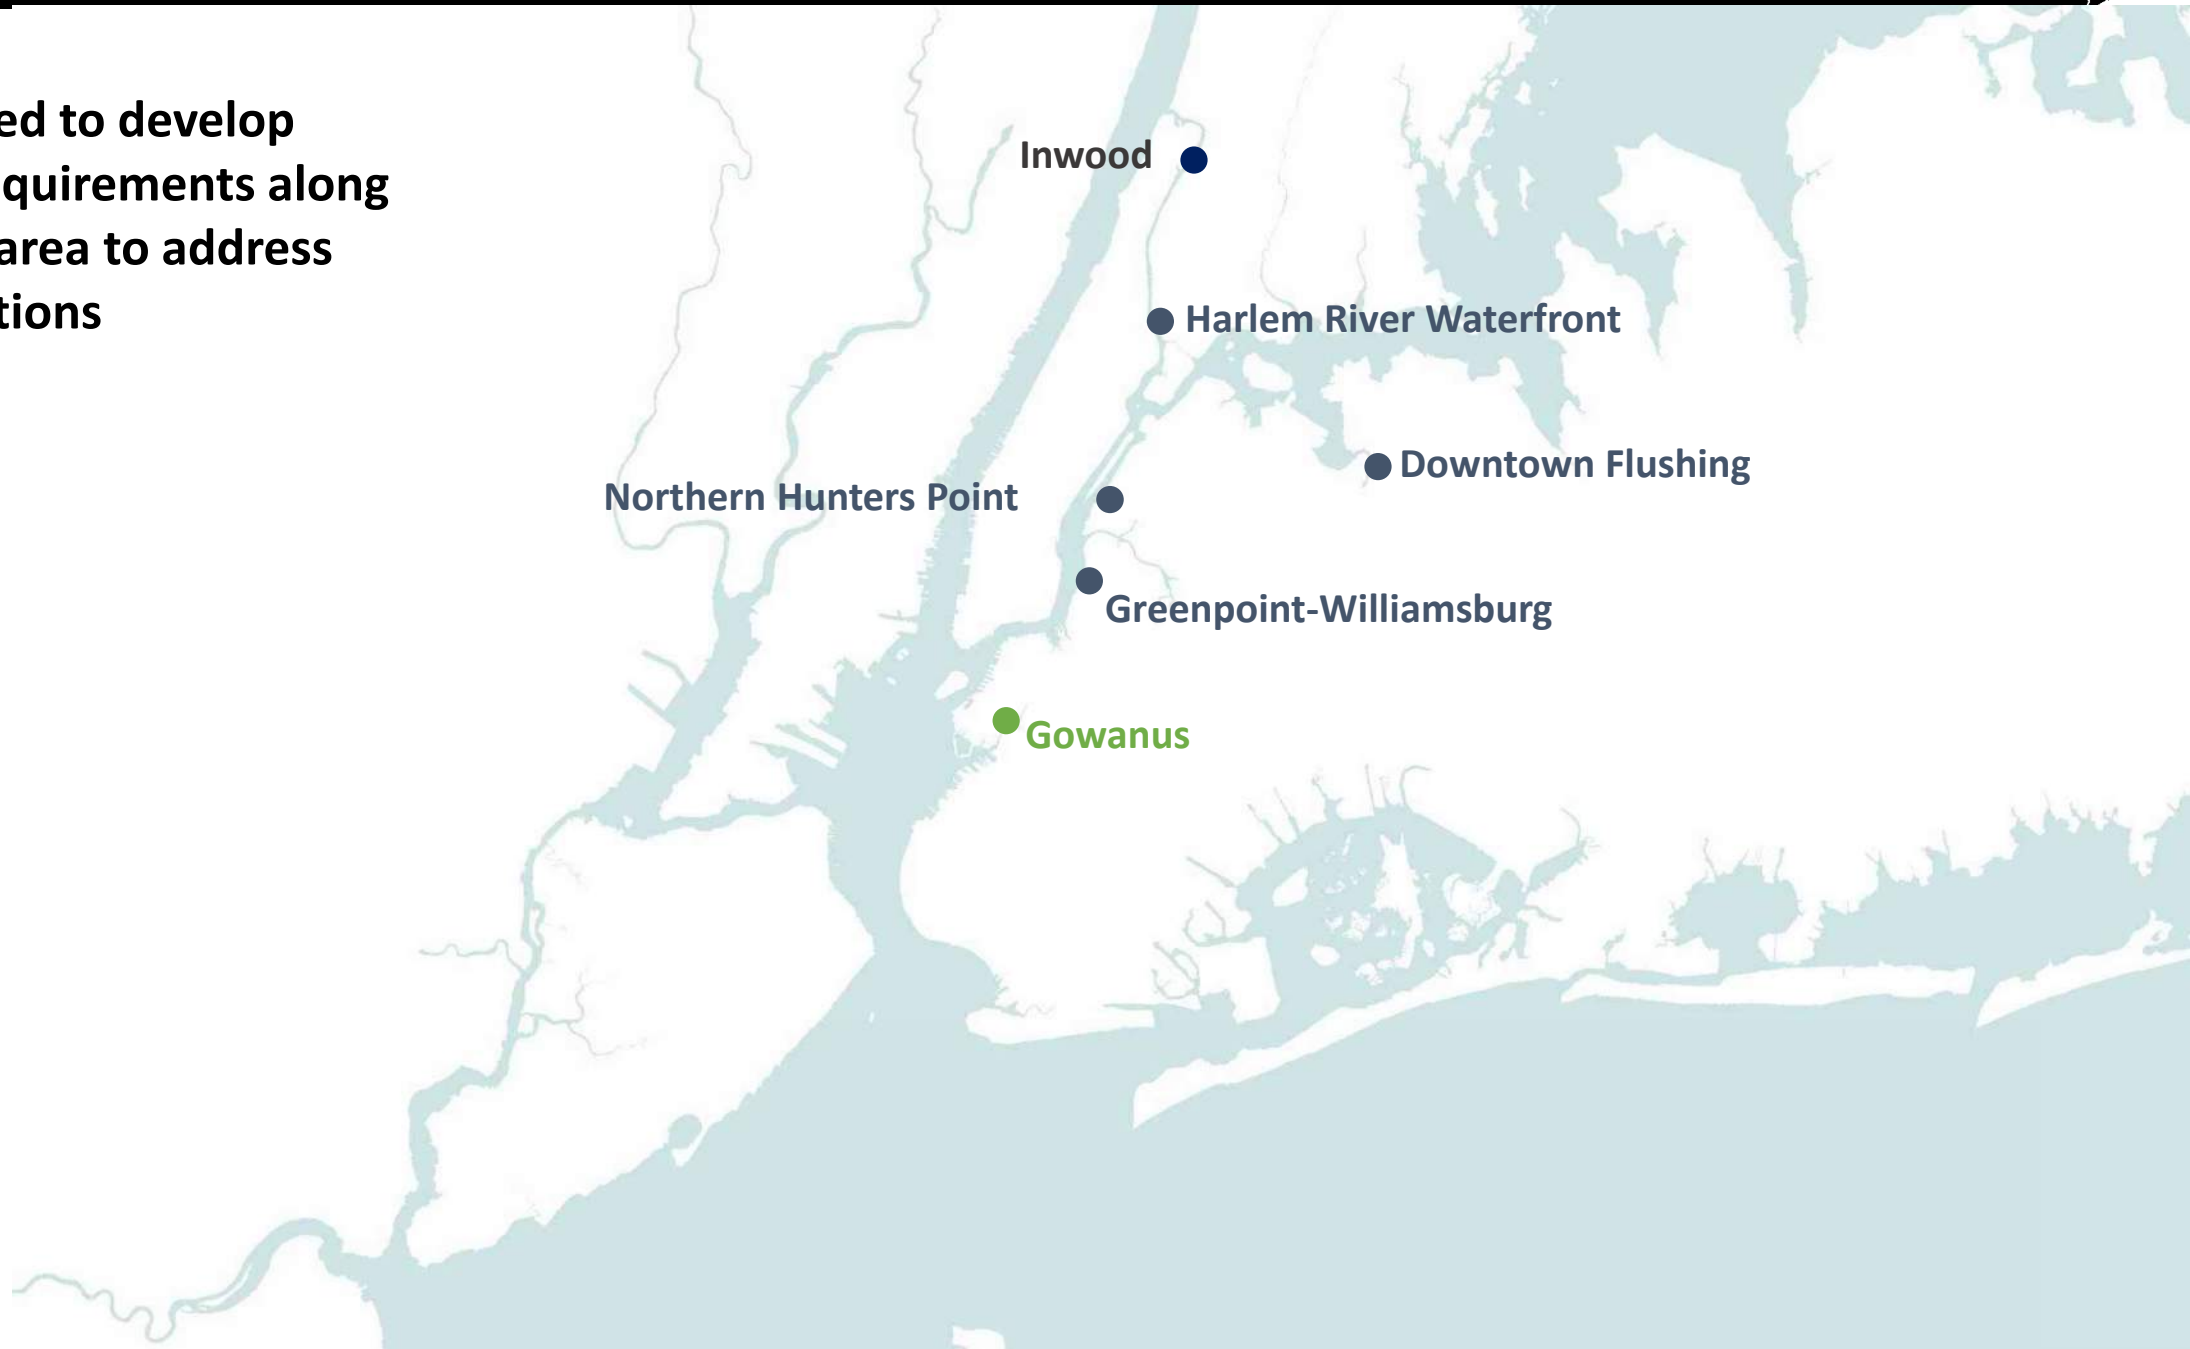 ed to develop
quirements along
area to address
tions
Inwood
Harlem River Waterfront
Downtown Flushing
Northern Hunters Point
Greenpoint-Williamsburg
Gowanus